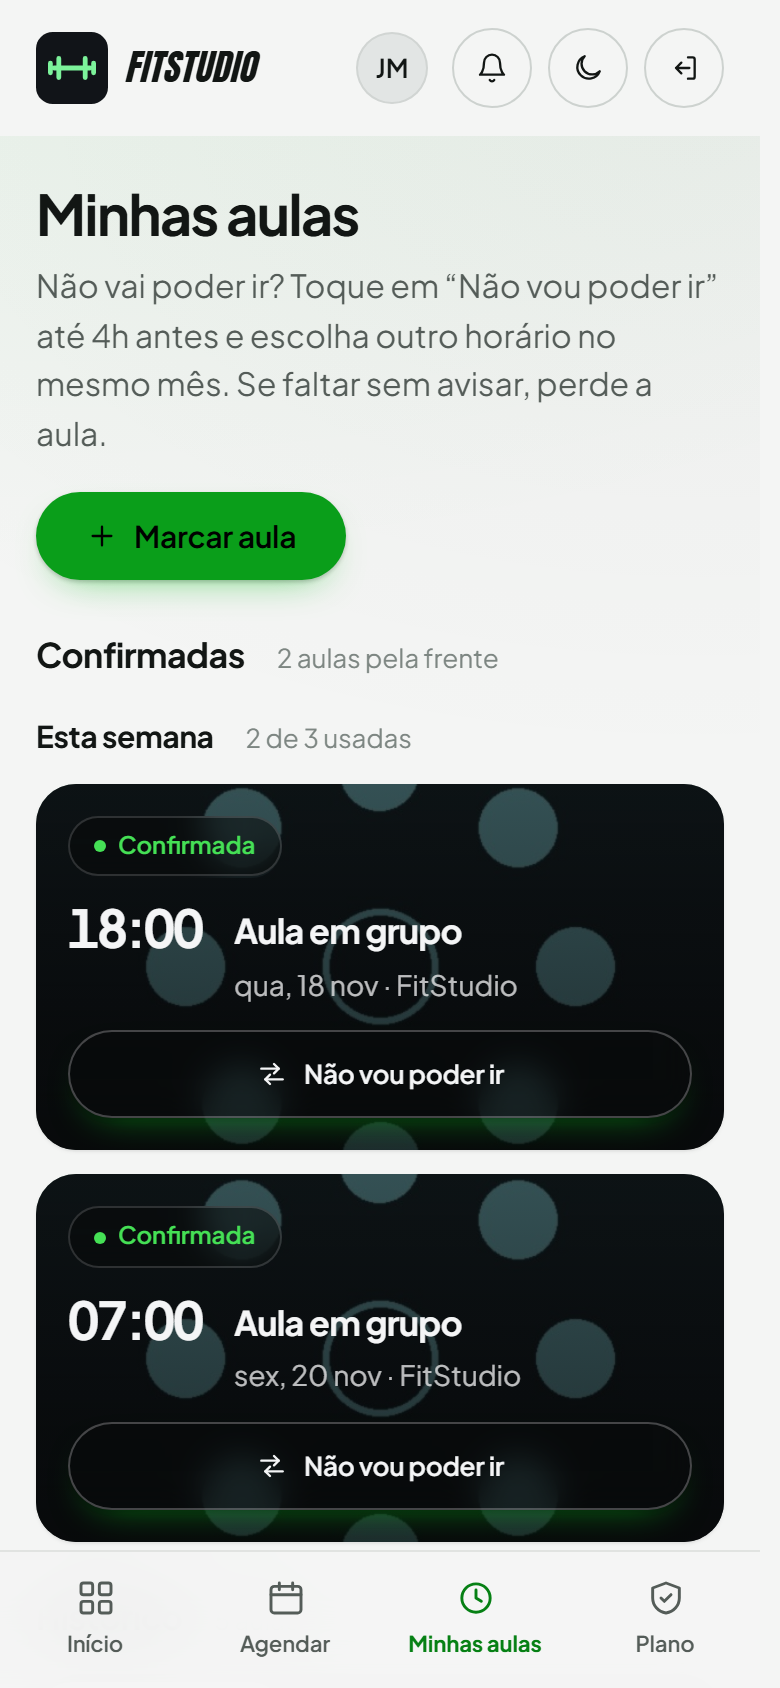 FITSTUDIO
JM
Minhas aulas
Não vai poder ir? Toque em “Não vou poder ir”
até 4h antes e escolha outro horário no
mesmo mês. Se faltar sem avisar, perde a
aula.
Marcar aula
Confirmadas 2 aulas pela frente
Esta semana 2 de 3 usadas
Confirmada
18:00 Aula em grupo
qua, 18 nov · FitStudio
Não vou poder ir
Confirmada
07:00 Aula em grupo
sex, 20 nov · FitStudio
Não vou poder ir
Início Agendar Minhas aulas Plano